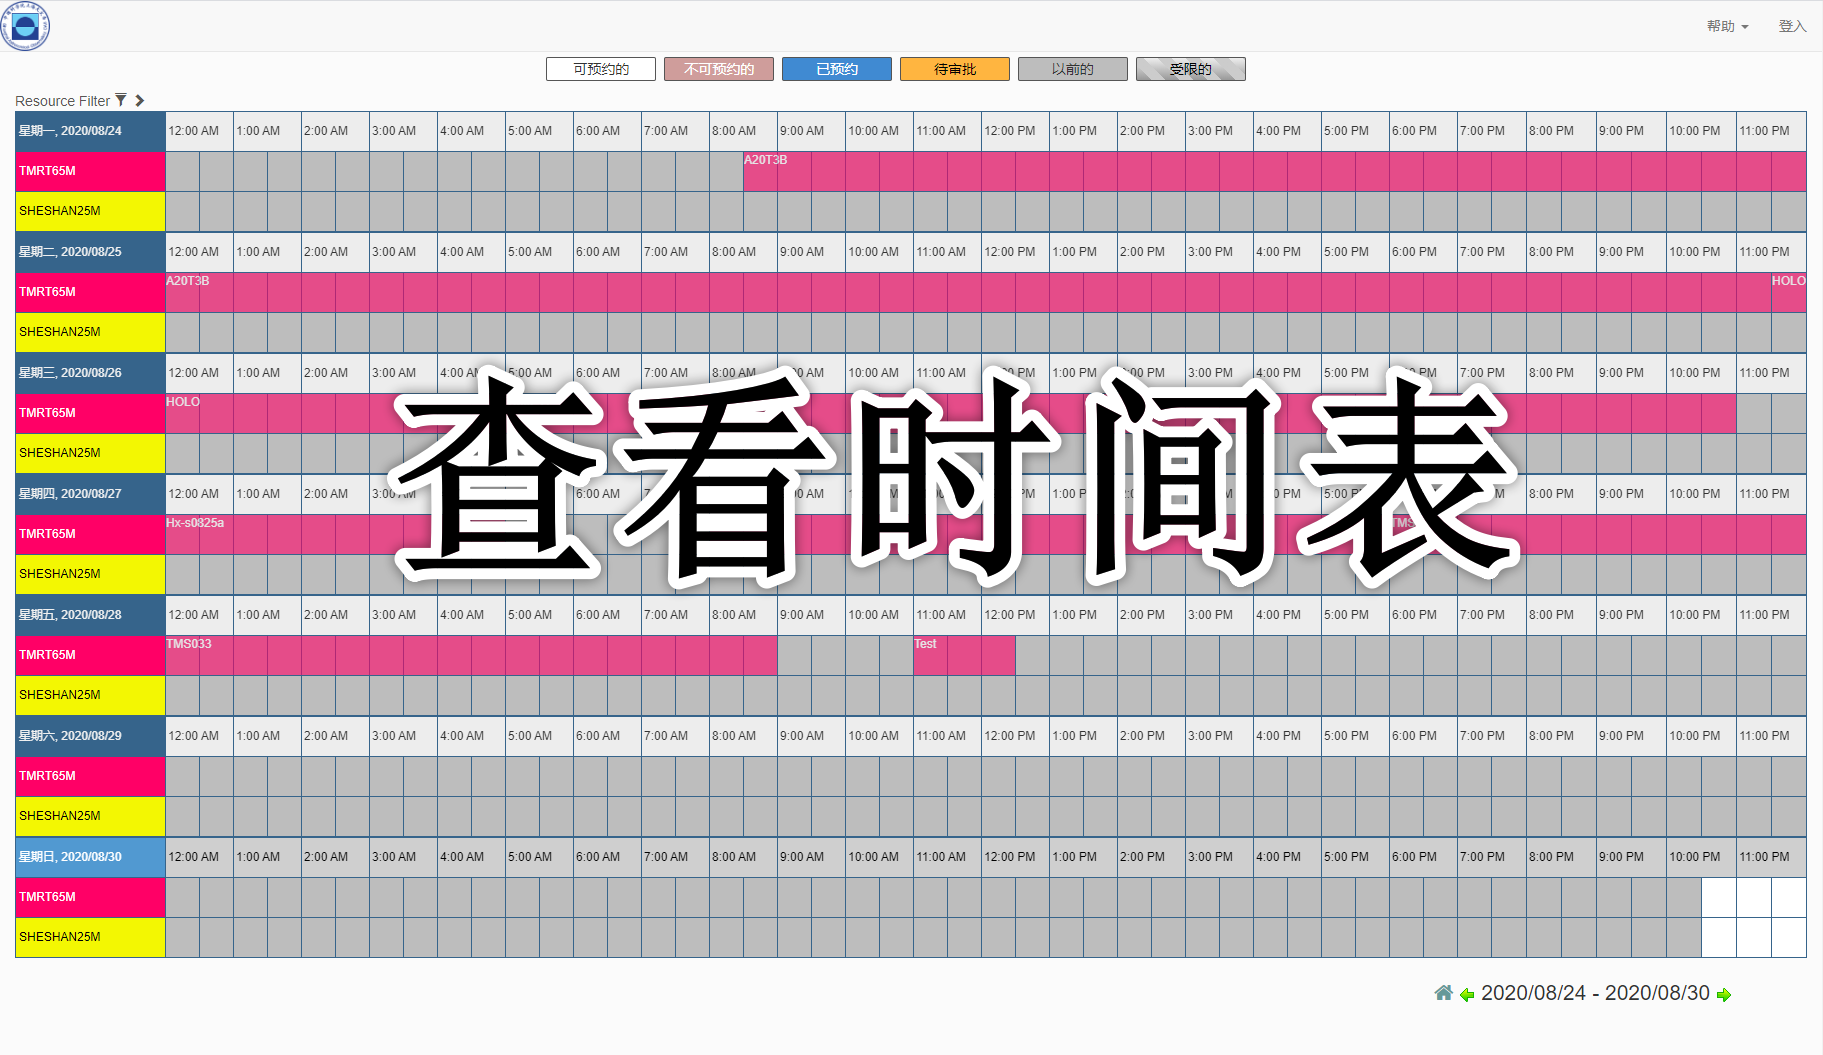 帮助 登入
可预约的 不可预约的 已预约 待审批 以前的 受限的
Resource Filter
星期一, 2020/08/24 12:00 AM 1:00 AM 2:00 AM 3:00 AM 4:00 AM 5:00 AM 6:00 AM 7:00 AM 8:00 AM 9:00 AM 10:00 AM 11:00 AM 12:00 PM 1:00 PM 2:00 PM 3:00 PM 4:00 PM 5:00 PM 6:00 PM 7:00 PM 8:00 PM 9:00 PM 10:00 PM 11:00 PM
TMRT65M A20T3B
SHESHAN25M
星期二, 2020/08/25 12:00 AM 1:00 AM 2:00 AM 3:00 AM 4:00 AM 5:00 AM 6:00 AM 7:00 AM 8:00 AM 9:00 AM 10:00 AM 11:00 AM 12:00 PM 1:00 PM 2:00 PM 3:00 PM 4:00 PM 5:00 PM 6:00 PM 7:00 PM 8:00 PM 9:00 PM 10:00 PM 11:00 PM
TMRT65M A20T3B HOLO
SHESHAN25M
星期三, 2020/08/26 12:00 AM 1:00 AM 2:00 AM 3:00 AM 4:00 AM 5:00 AM 6:00 AM 7:00 AM 8:00 AM 9:00 AM 10:00 AM 11:00 AM 12:00 PM 1:00 PM 2:00 PM 3:00 PM 4:00 PM 5:00 PM 6:00 PM 7:00 PM 8:00 PM 9:00 PM 10:00 PM 11:00 PM
TMRT65M HOLO
SHESHAN25M
查看时间表
星期四, 2020/08/27 12:00 AM 1:00 AM 2:00 AM 3:00 AM 6:00 AM 8:00 PM 9:00 PM 10:00 PM 11:00 PM
TMRT65M Hx-s0825a
SHESHAN25M
星期五, 2020/08/28 12:00 AM 1:00 AM 2:00 AM 3:00 AM 4:00 AM 5:00 AM 6:00 AM 7:00 AM 8:00 AM 9:00 AM 10:00 AM 11:00 AM 12:00 PM 1:00 PM 2:00 PM 3:00 PM 4:00 PM 5:00 PM 6:00 PM 7:00 PM 8:00 PM 9:00 PM 10:00 PM 11:00 PM
TMRT65M TMS033 Test
SHESHAN25M
星期六, 2020/08/29 12:00 AM 1:00 AM 2:00 AM 3:00 AM 4:00 AM 5:00 AM 6:00 AM 7:00 AM 8:00 AM 9:00 AM 10:00 AM 11:00 AM 12:00 PM 1:00 PM 2:00 PM 3:00 PM 4:00 PM 5:00 PM 6:00 PM 7:00 PM 8:00 PM 9:00 PM 10:00 PM 11:00 PM
TMRT65M
SHESHAN25M
星期日, 2020/08/30 12:00 AM 1:00 AM 2:00 AM 3:00 AM 4:00 AM 5:00 AM 6:00 AM 7:00 AM 8:00 AM 9:00 AM 10:00 AM 11:00 AM 12:00 PM 1:00 PM 2:00 PM 3:00 PM 4:00 PM 5:00 PM 6:00 PM 7:00 PM 8:00 PM 9:00 PM 10:00 PM 11:00 PM
TMRT65M
SHESHAN25M
2020/08/24 - 2020/08/30